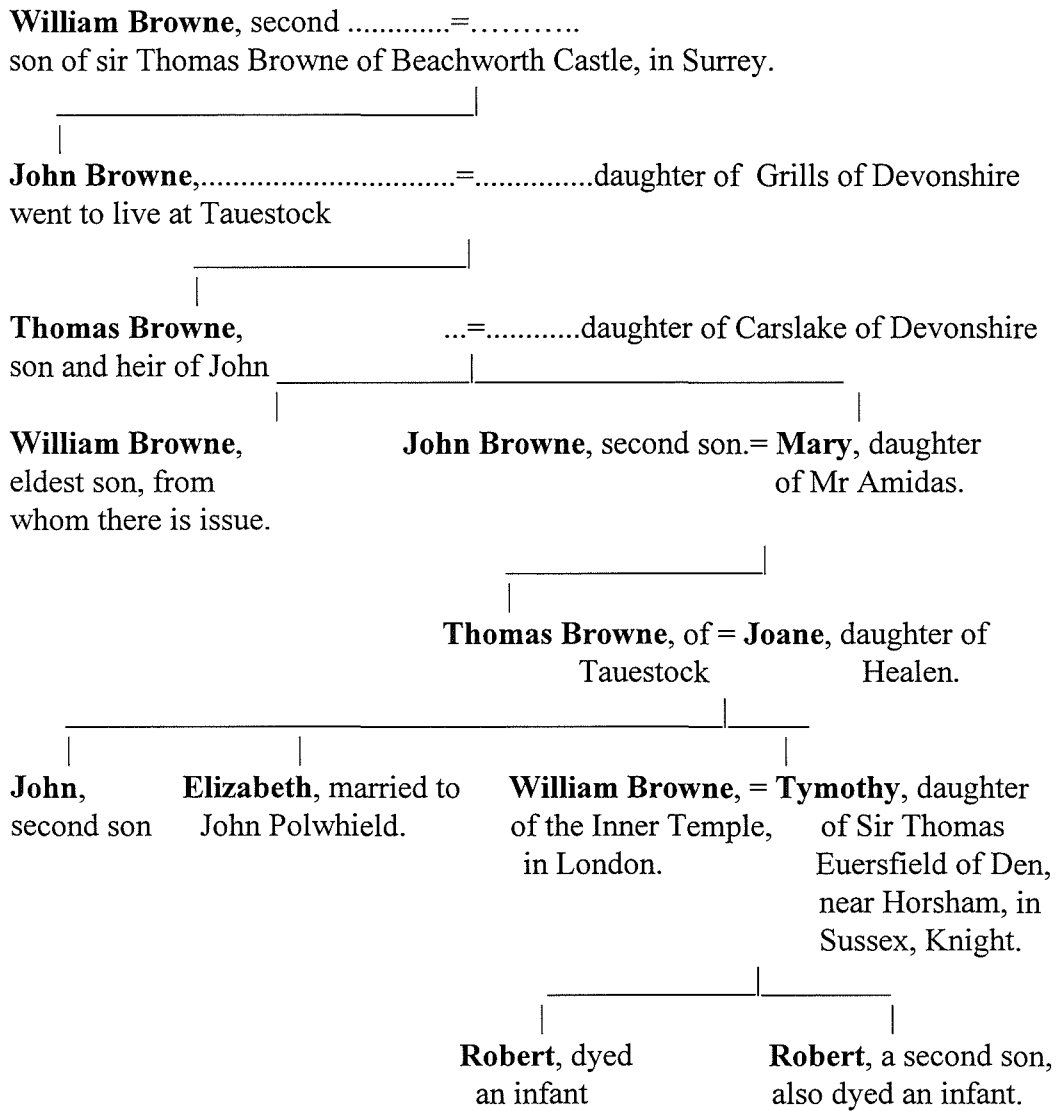 William Browne, second .............=...........
son of sir Thomas Browne of Beachworth Castle, in Surrey.
John Browne,................................=...............daughter of Grills of Devonshire
went to live at Tauestock
Thomas Browne, ...=............daughter of Carslake of Devonshire
son and heir of John
William Browne,
eldest son, from
whom there is issue.
John Browne, second son.= Mary, daughter
of Mr Amidas.
Thomas Browne, of = Joane, daughter of
Tauestock Healen.
John,
second son
Elizabeth, married to
John Polwhield.
William Browne, = Tymothy, daughter
of the Inner Temple, of Sir Thomas
in London. Euersfield of Den,
near Horsham, in
Sussex, Knight.
Robert, dyed
an infant
Robert, a second son,
also dyed an infant.